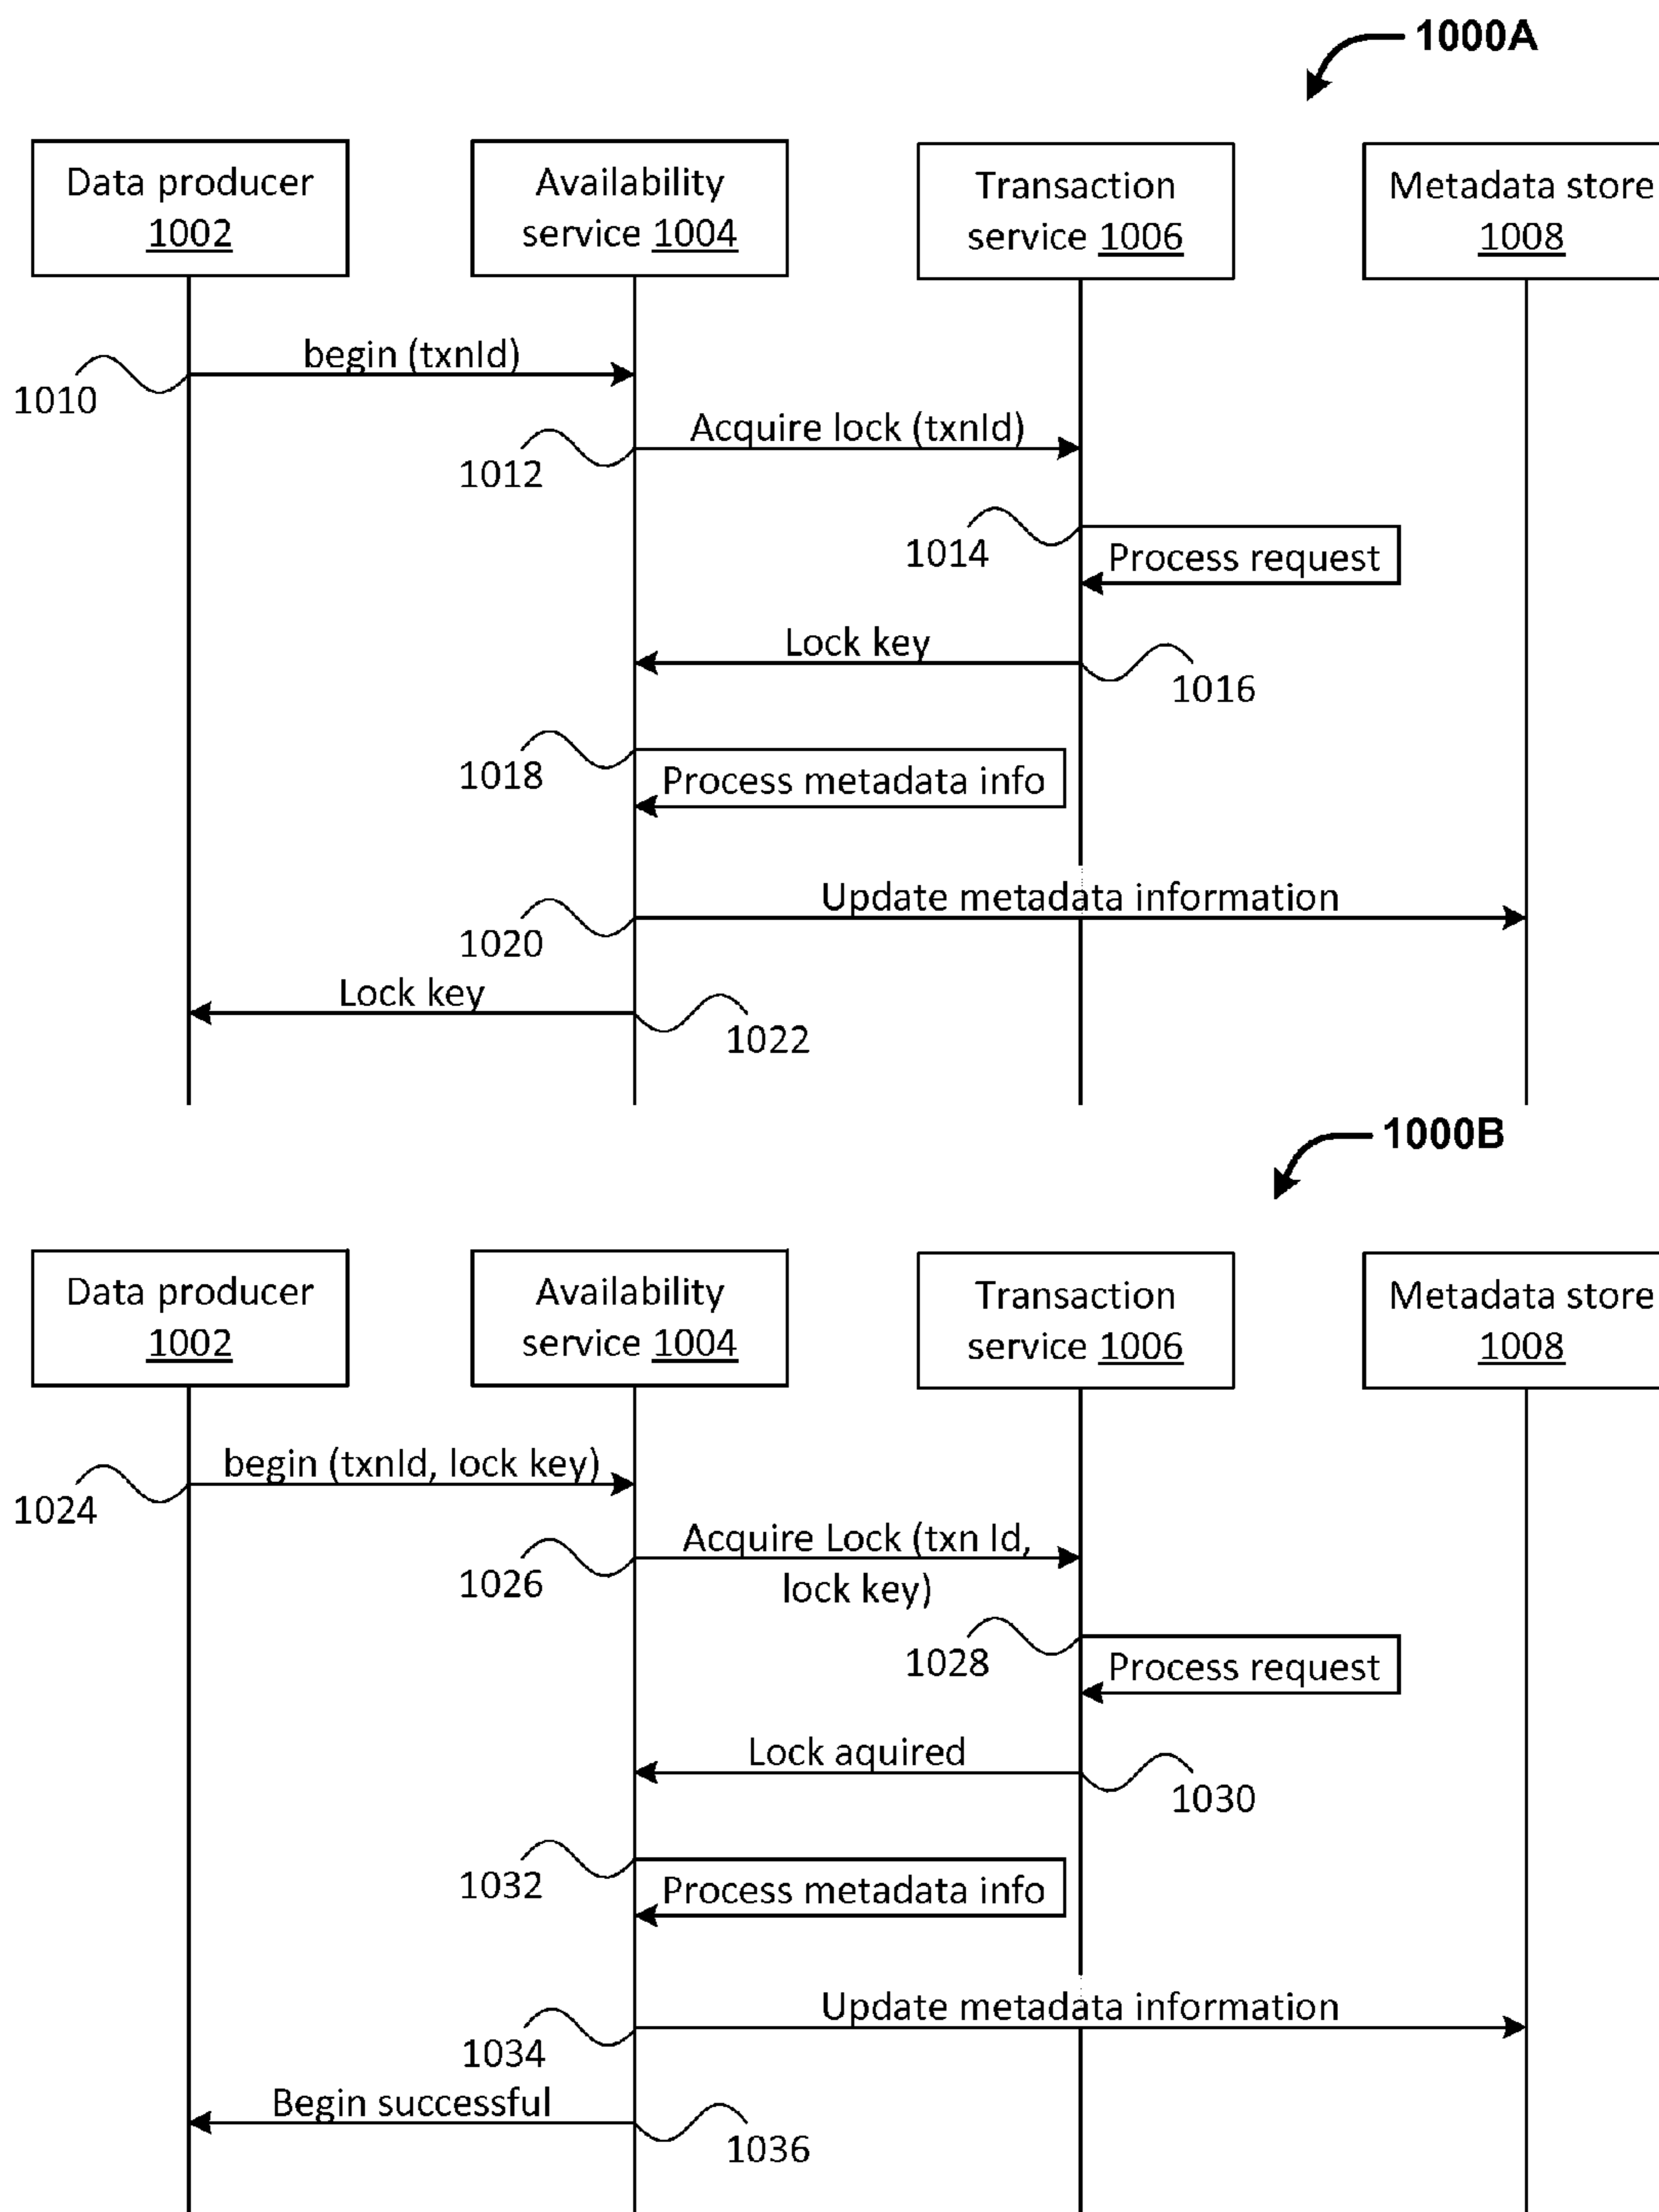 1000A
Data producer
1002
Availability
service 1004
Transaction
service 1006
Metadata store
1008
begin (txnId)
1010
Acquire lock (txnId)
1012
1014
Process request
Lock key
1016
1018
Process metadata info
Update metadata information
1020
Lock key
1022
1000B
Data producer
1002
Availability
service 1004
Transaction
service 1006
Metadata store
1008
begin (txnId, lock key)
1024
Acquire Lock (txn Id,
lock key)
1026
1028
Process request
Lock aquired
1030
1032
Process metadata info
Update metadata information
1034
Begin successful
1036